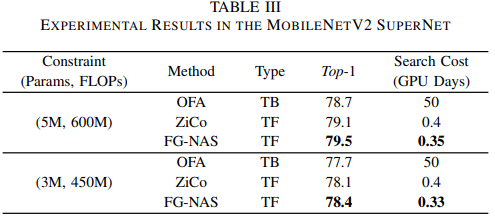 TABLE III
EXPERIMENTAL RESULTS IN THE MOBILENETV2 SUPERNET
Constraint (Params, FLOPs) Method Type Top-1 Search Cost (GPU Days)
(5M, 600M) OFA TB 78.7 50
ZiCo TF 79.1 0.4
FG-NAS TF 79.5 0.35
(3M, 450M) OFA TB 77.7 50
ZiCo TF 78.1 0.4
FG-NAS TF 78.4 0.33